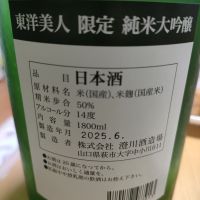 東洋美人 限定 純米大吟醸
品目 日本酒
原材料名 米(国産)、米麹(国産米)
精米歩合 50%
アルコール分 14度
内容量 1800ml
製造年月 2025.6.
製造者 株式会社 澄川酒造場
山口県萩市大字中小川611